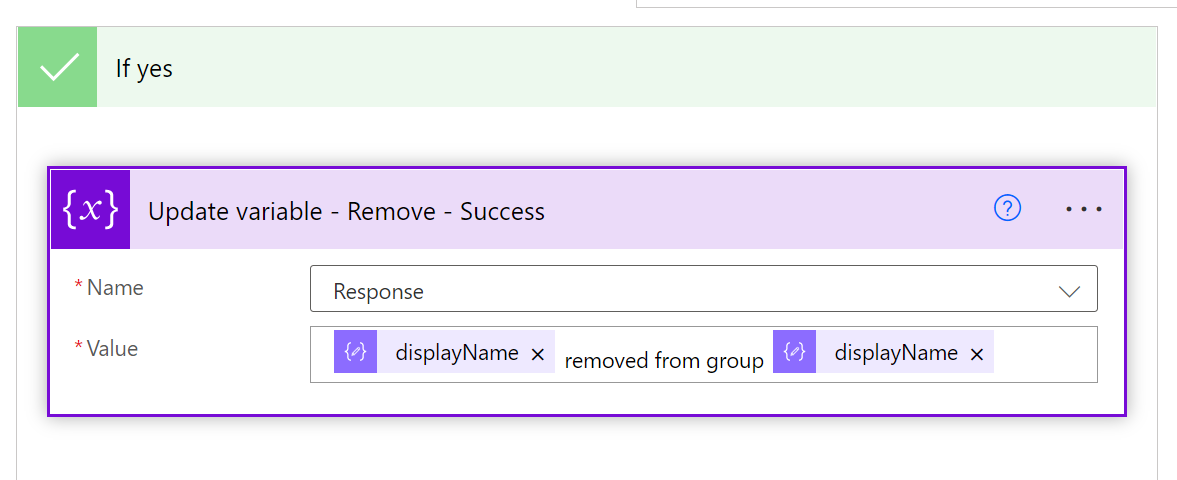 If yes
{x} Update variable - Remove - Success ? ...
* Name Response
* Value displayName × removed from group displayName ×